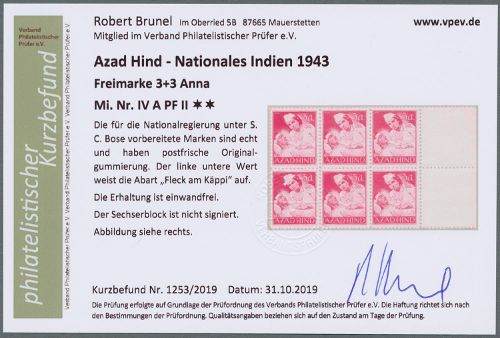 Robert Brunel Im Oberried 5B 87665 Mauerstetten
www.vpev.de
Mitglied im Verband Philatelistischer Prüfer e.V.
Verband
Philatelistischer
Prüfer e.V.
philatelistischer
Kurzbefund
Azad Hind - Nationales Indien 1943
Freimarke 3+3 Anna
Mi. Nr. IV A PF II ✶✶
Die für die Nationalregierung unter S.
C. Bose vorbereitete Marken sind echt
und haben postfrische Original-
gummierung. Der linke untere Wert
weist die Abart „Fleck am Käppi" auf.
Die Erhaltung ist einwandfrei.
Der Sechserblock ist nicht signiert.
Abbildung siehe rechts.
AZAD HIND AZAD HIND AZAD HIND
AZAD HIND AZAD HIND AZAD HIND
Kurzbefund Nr. 1253/2019 Datum: 31.10.2019
Die Prüfung erfolgte auf Grundlage der Prüfordnung des Verbands Philatelistischer Prüfer e.V. Die Haftung richtet sich nach
den Bestimmungen der Prüfordnung. Qualitätsangaben beziehen sich auf den Zustand am Tage der Prüfung.